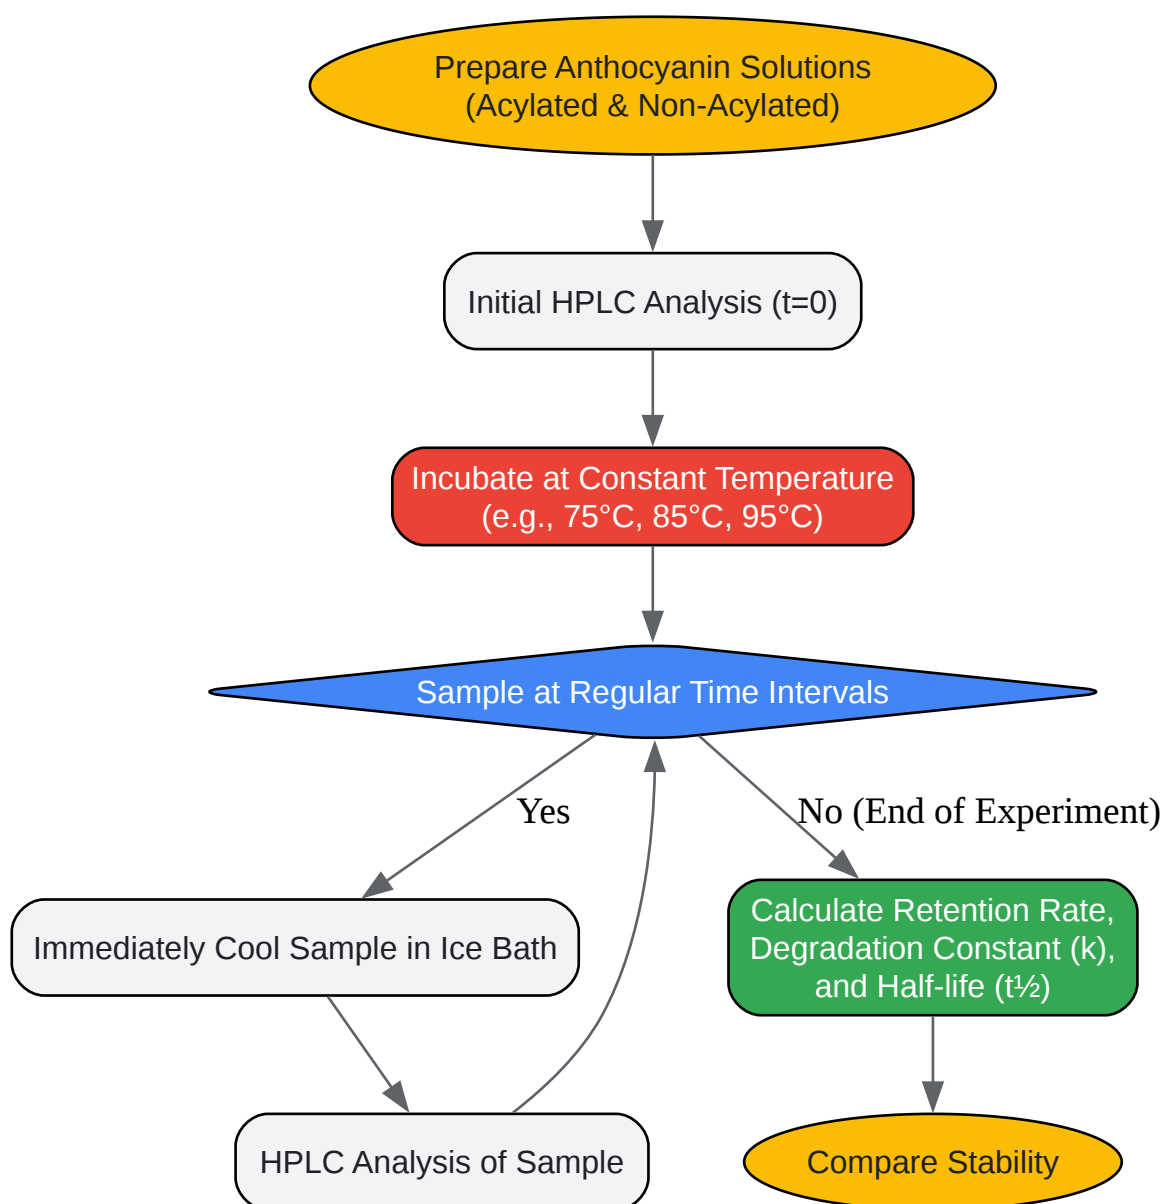 Prepare Anthocyanin Solutions
(Acylated & Non-Acylated)
Initial HPLC Analysis (t=0)
Incubate at Constant Temperature
(e.g., 75°C, 85°C, 95°C)
Sample at Regular Time Intervals
Yes
No (End of Experiment)
Immediately Cool Sample in Ice Bath
Calculate Retention Rate,
Degradation Constant (k),
and Half-life (t½)
HPLC Analysis of Sample
Compare Stability